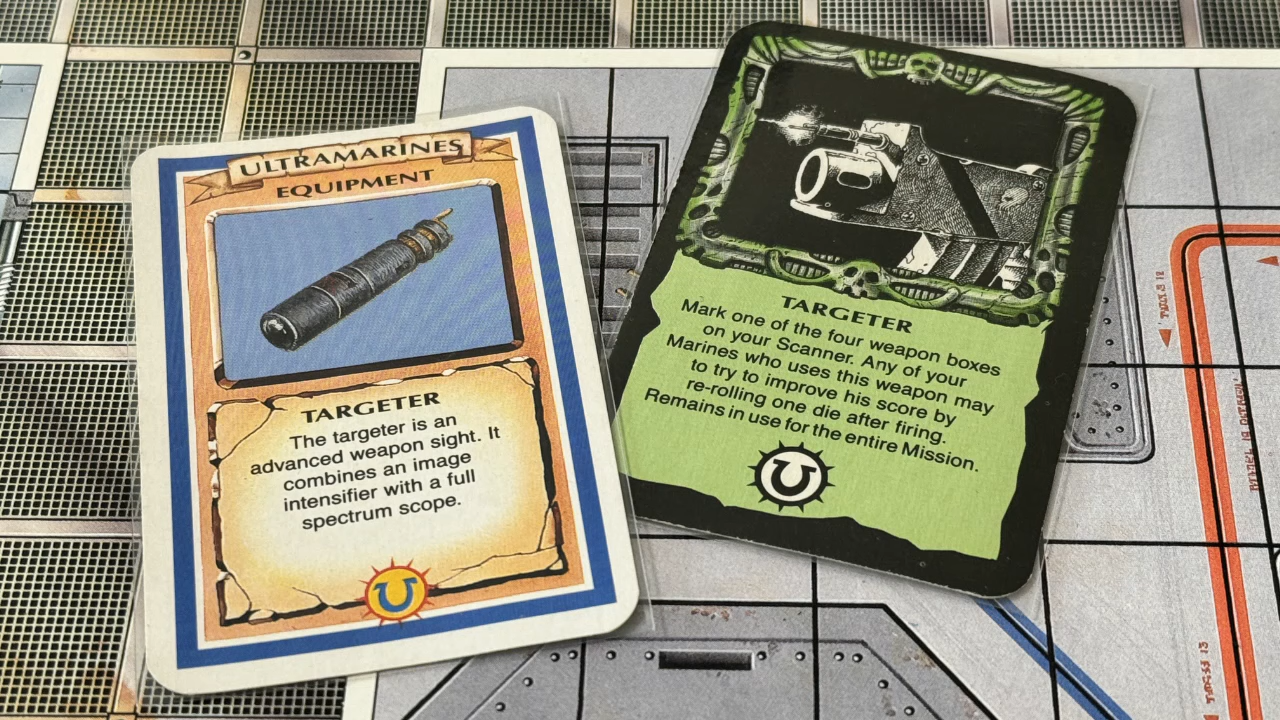 ULTRAMARINES
EQUIPMENT
TARGETER
The targeter is an
advanced weapon sight. It
combines an image
intensifier with a full
spectrum scope.
TARGETER
Mark one of the four weapon boxes
on your Scanner. Any of your
Marines who uses this weapon may
to try to improve his score by
re-rolling one die after firing.
Remains in use for the entire Mission.